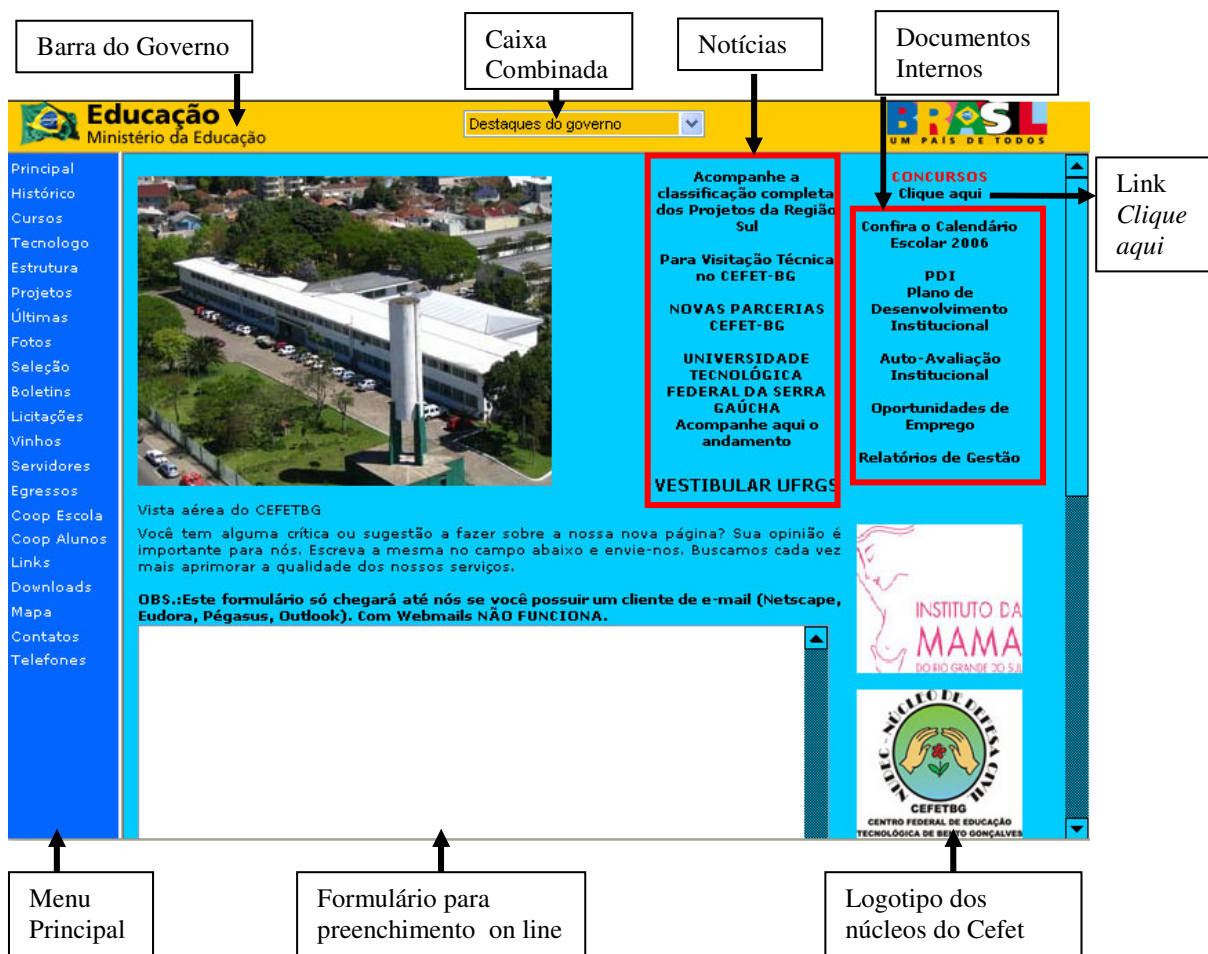 Barra do Governo
Caixa
Combinada
Notícias
Documentos
Internos
Educação
Ministério da Educação
Destaques do governo
BRASIL
UM PAÍS DE TODOS
Principal
Histórico
Cursos
Tecnologo
Estrutura
Projetos
Últimas
Fotos
Seleção
Boletins
Licitações
Vinhos
Servidores
Egressos
Coop Escola
Coop Alunos
Links
Downloads
Mapa
Contatos
Telefones
Acompanhe a
classificação completa
dos Projetos da Região
Sul
Para Visitação Técnica
no CEFET-BG
NOVAS PARCERIAS
CEFET-BG
UNIVERSIDADE
TECNOLÓGICA
FEDERAL DA SERRA
GAÚCHA
Acompanhe aqui o
andamento
VESTIBULAR UFRGS
CONCURSOS
Clique aqui
Confira o Calendário
Escolar 2006
PDI
Plano de
Desenvolvimento
Institucional
Auto-Avaliação
Institucional
Oportunidades de
Emprego
Relatórios de Gestão
Link
Clique
aqui
Vista aérea do CEFETBG
Você tem alguma crítica ou sugestão a fazer sobre a nossa nova página? Sua opinião é
importante para nós. Escreva a mesma no campo abaixo e envie-nos. Buscamos cada vez
mais aprimorar a qualidade dos nossos serviços.
OBS.:Este formulário só chegará até nós se você possuir um cliente de e-mail (Netscape,
Eudora, Pégasus, Outlook). Com Webmails NÃO FUNCIONA.
INSTITUTO DA
MAMA
DO RIO GRANDE DO SUL
NUDEC - NÚCLEO DE DEFESA CIVIL
CEFETBG
CENTRO FEDERAL DE EDUCAÇÃO
TECNOLÓGICA DE BENTO GONÇALVES
Menu
Principal
Formulário para
preenchimento on line
Logotipo dos
núcleos do Cefet